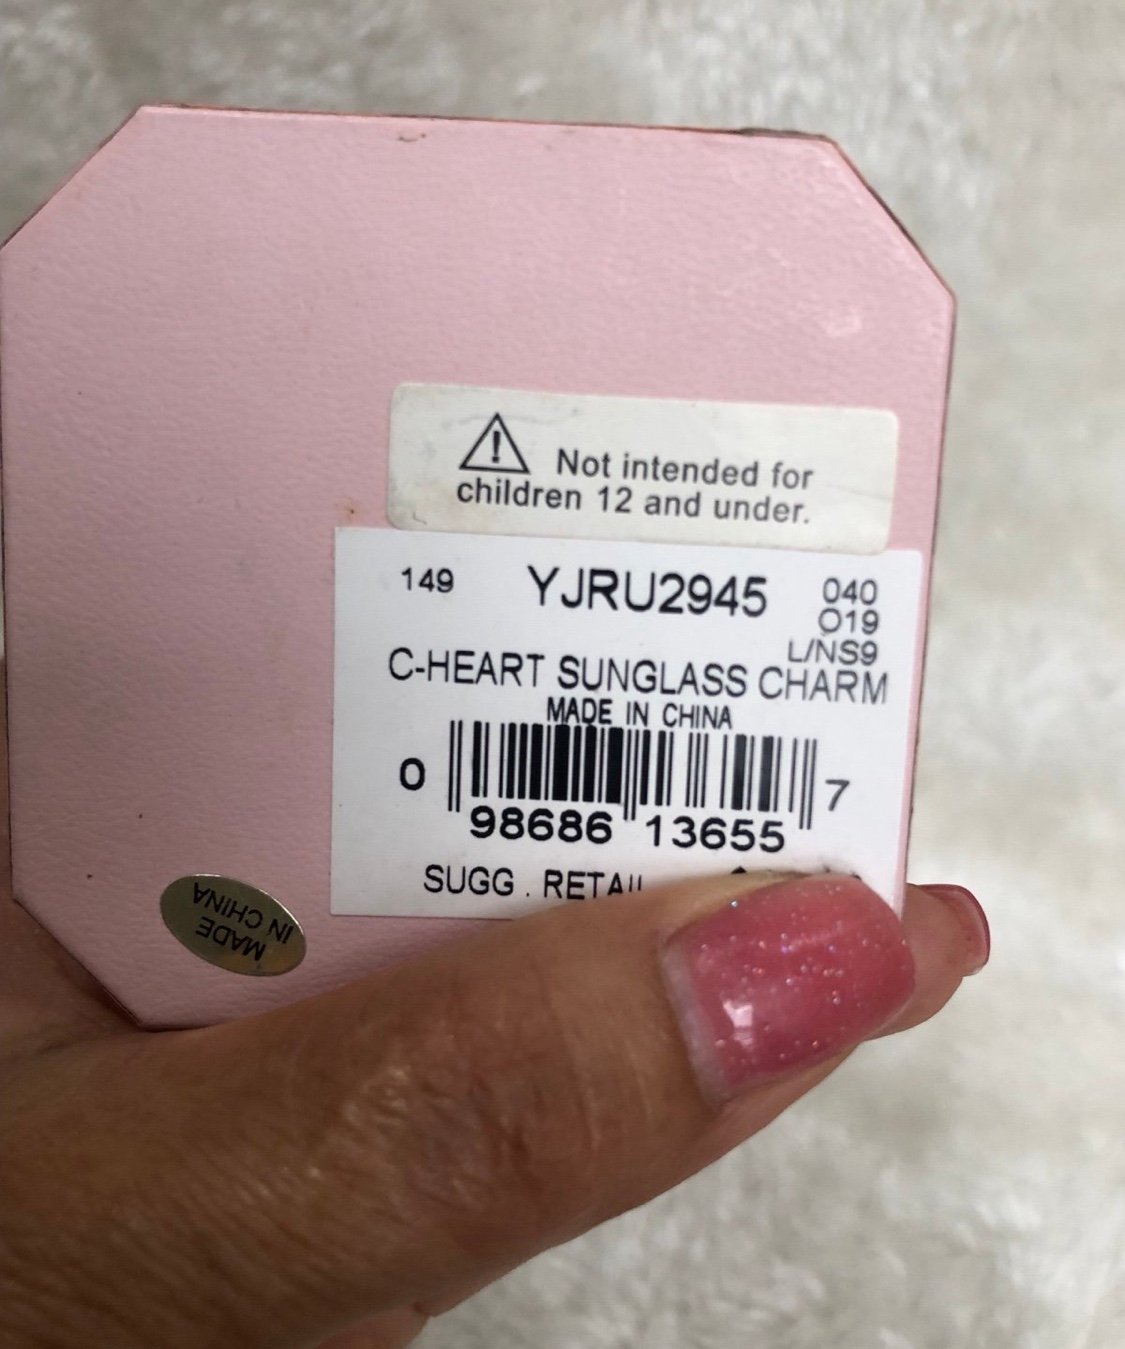 Not intended for
children 12 and under.
149 YJRU2945 040
O19
L/NS9
C-HEART SUNGLASS CHARM
MADE IN CHINA
0 98686 13655 7
SUGG . RETAIL
MADE
IN CHINA